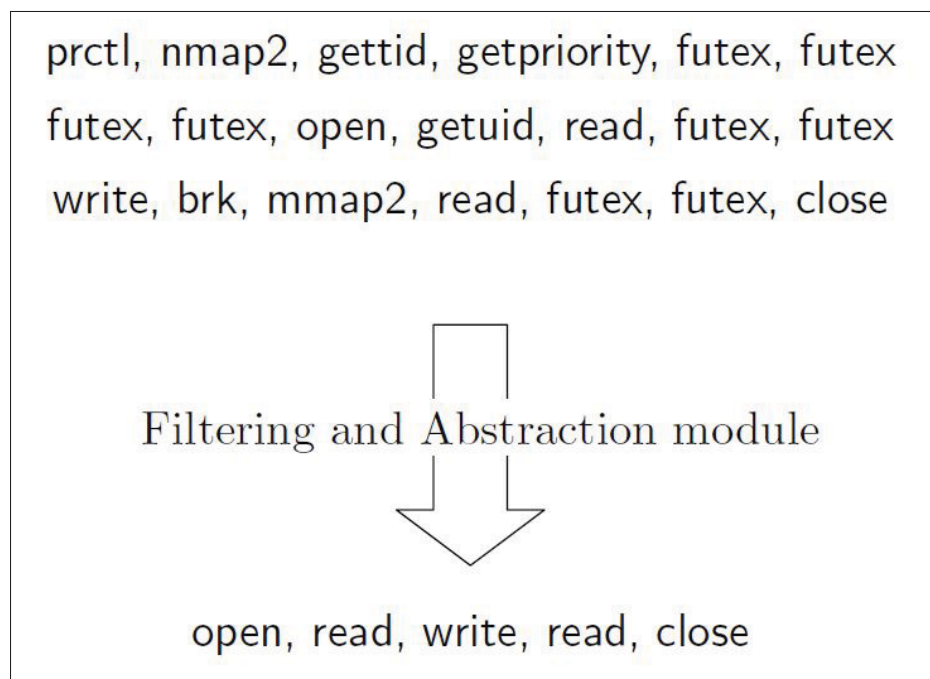 prctl, nmap2, gettid, getpriority, futex, futex
futex, futex, open, getuid, read, futex, futex
write, brk, mmap2, read, futex, futex, close
Filtering and Abstraction module
open, read, write, read, close